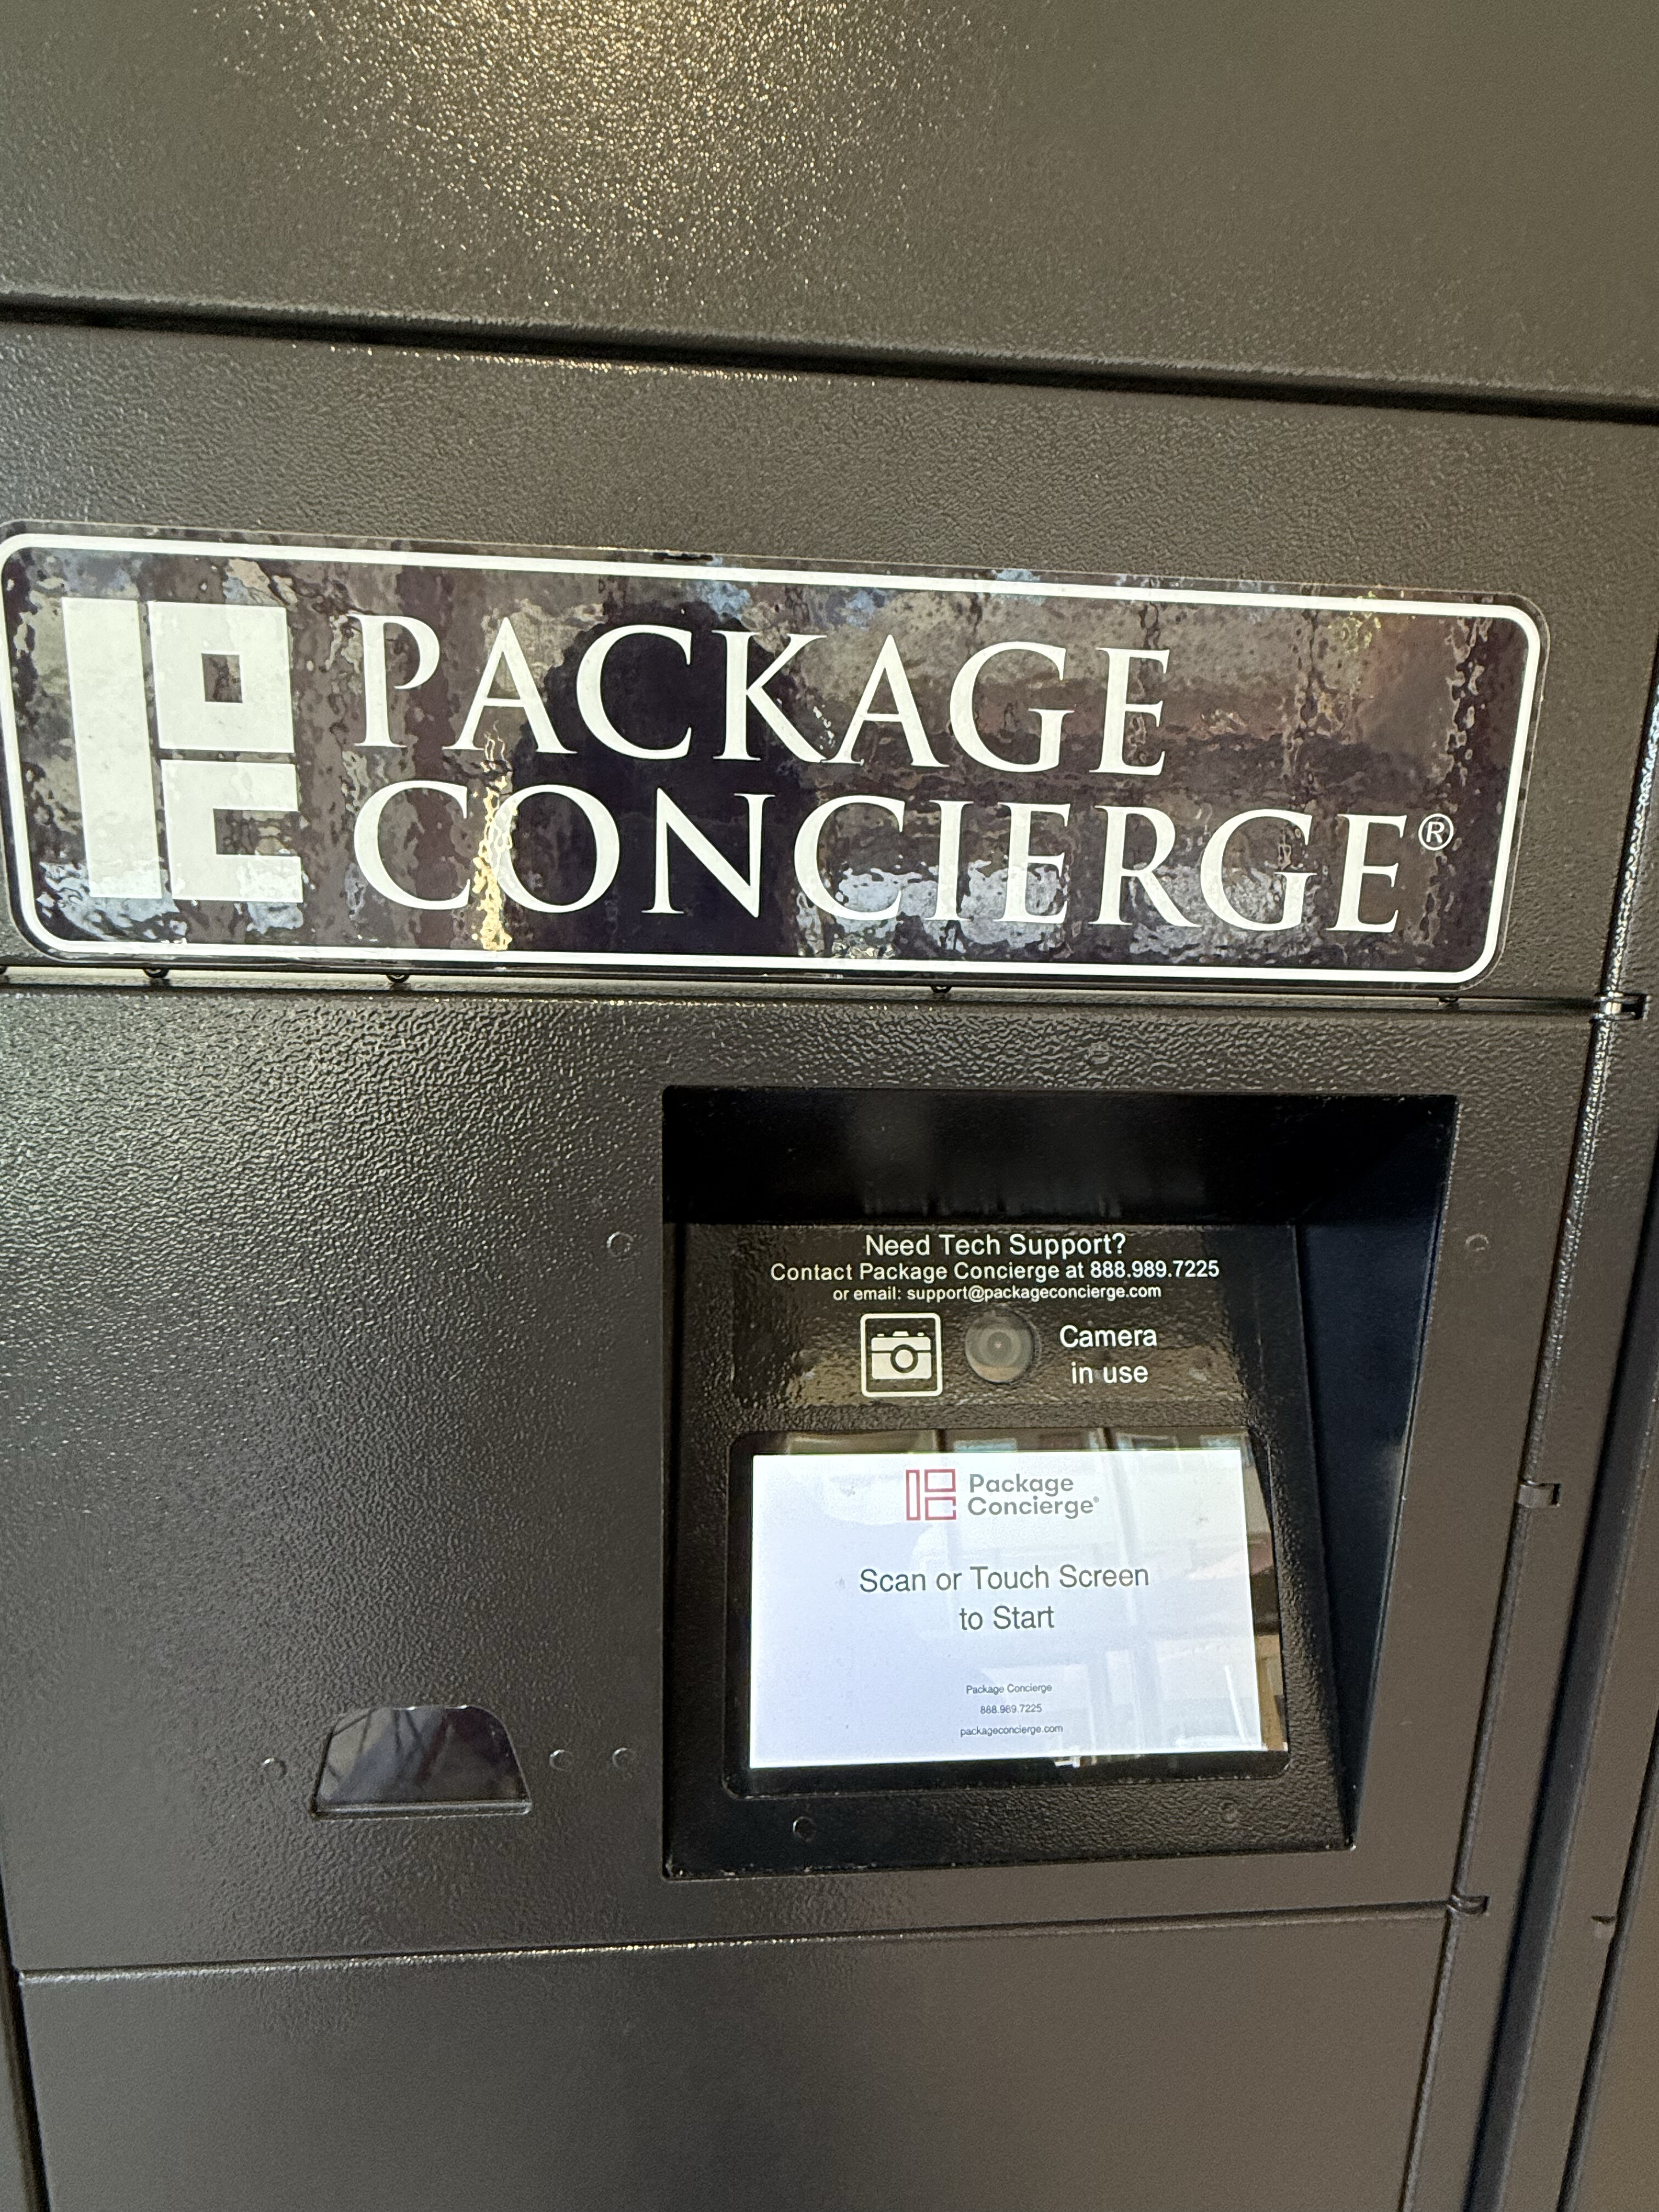 PACKAGE
CONCIERGE®
Need Tech Support?
Contact Package Concierge at 888.989.7225
or email: support@packageconcierge.com
Camera
in use
Package
Concierge®
Scan or Touch Screen
to Start
Package Concierge
888.989.7225
packageconcierge.com